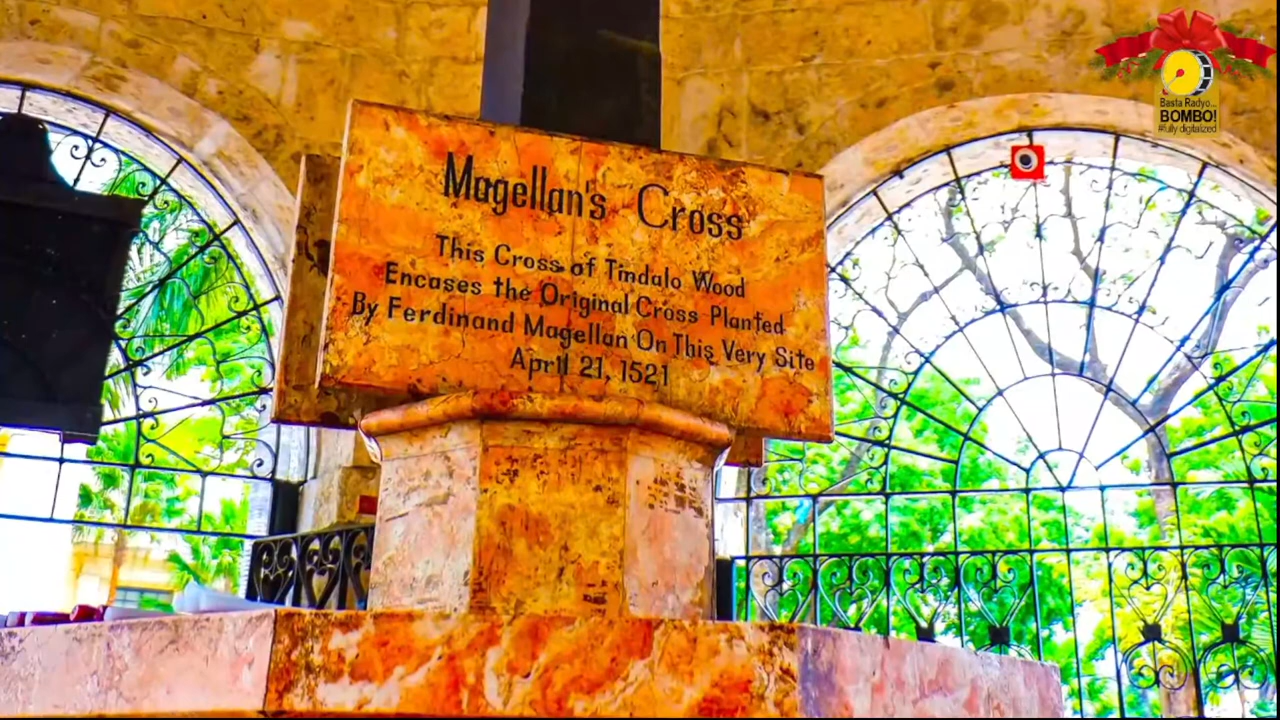 Magellan's Cross
This Cross of Tindalo Wood
Encases the Original Cross Planted
By Ferdinand Magellan On This Very Site
April 21, 1521
Basta Radyo...
BOMBO!
#fully digitalized